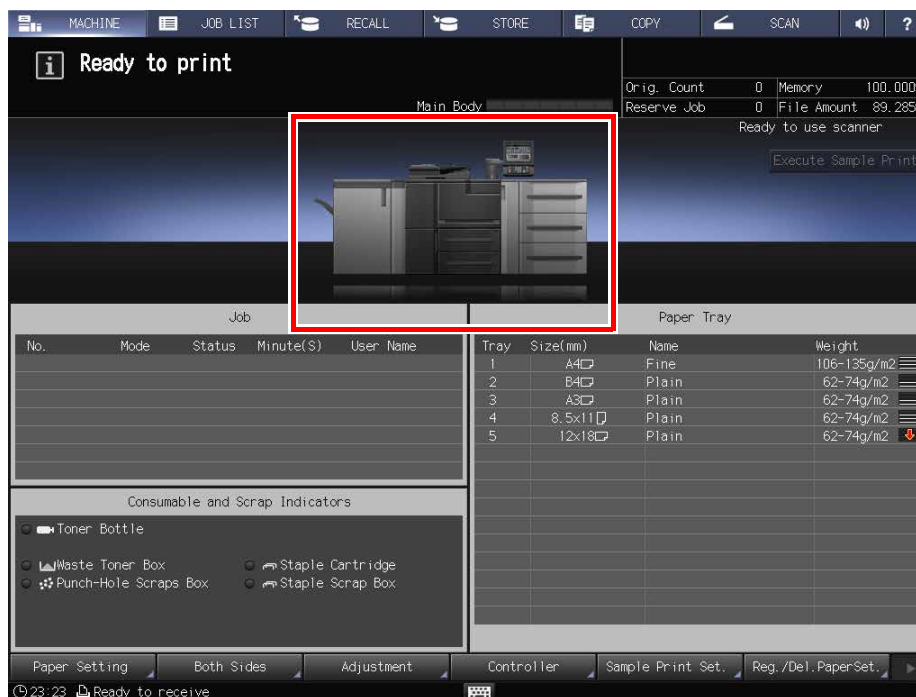 MACHINE JOB LIST RECALL STORE COPY SCAN ?
i Ready to print
Orig. Count 0 Memory 100.000
Main Body Reserve Job 0 File Amount 89.285
Ready to use scanner
Execute Sample Print
Job
No. Mode Status Minute(S) User Name
Paper Tray
Tray Size(mm) Name Weight
1 A4 Fine 106-135g/m2
2 B4 Plain 62-74g/m2
3 A3 Plain 62-74g/m2
4 8.5x11 Plain 62-74g/m2
5 12x18 Plain 62-74g/m2
Consumable and Scrap Indicators
Toner Bottle
Waste Toner Box Staple Cartridge
Punch-Hole Scraps Box Staple Scrap Box
Paper Setting Both Sides Adjustment Controller Sample Print Set. Reg./Del.PaperSet.
23:23 Ready to receive